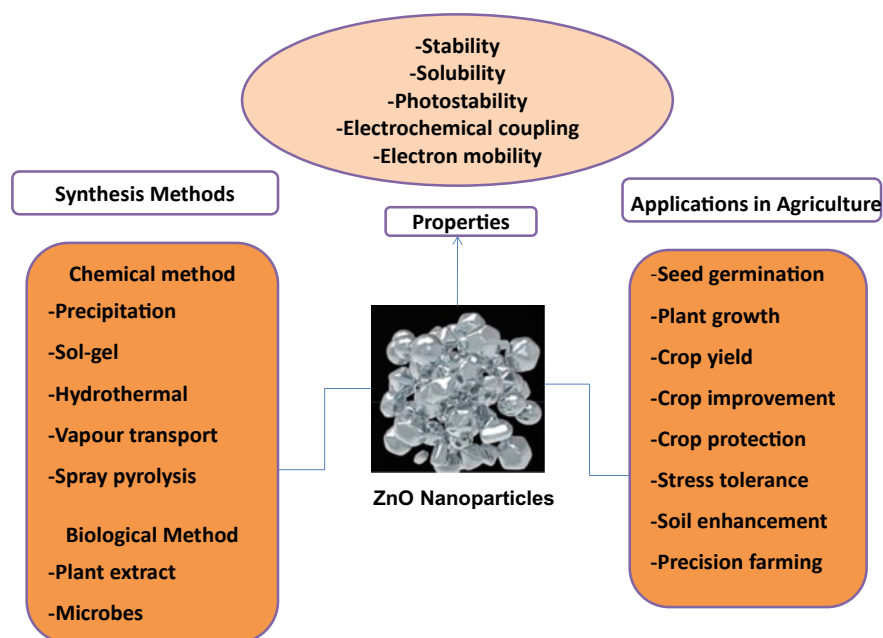 -Stability
-Solubility
-Photostability
-Electrochemical coupling
-Electron mobility
Synthesis Methods
Properties
Applications in Agriculture
Chemical method
-Precipitation
-Sol-gel
-Hydrothermal
-Vapour transport
-Spray pyrolysis
Biological Method
-Plant extract
-Microbes
ZnO Nanoparticles
-Seed germination
-Plant growth
-Crop yield
-Crop improvement
-Crop protection
-Stress tolerance
-Soil enhancement
-Precision farming